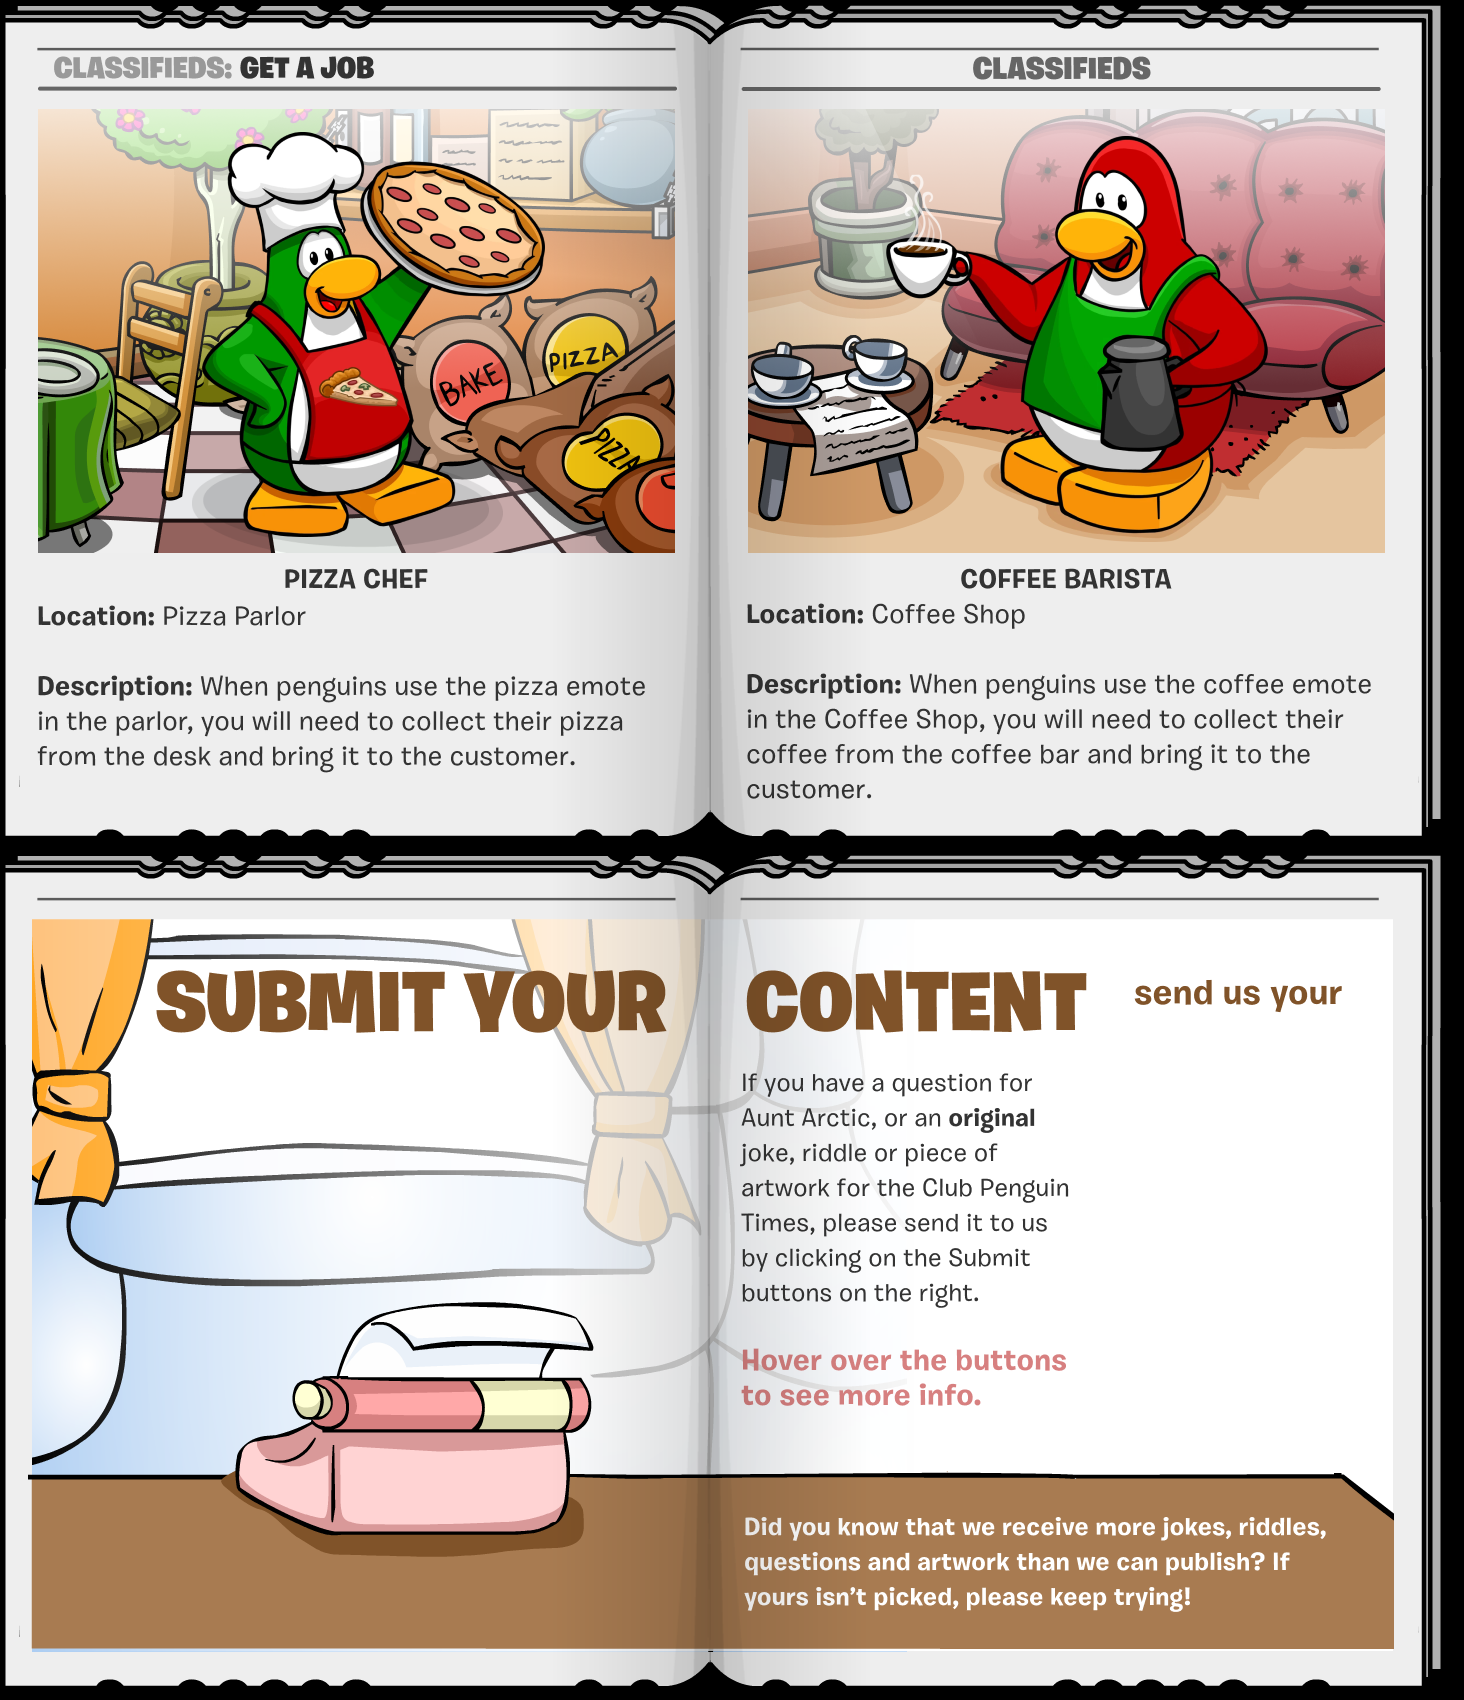 CLASSIFIEDS: GET A JOB
BAKE
PIZZA
PIZZA
PIZZA CHEF
Location: Pizza Parlor
Description: When penguins use the pizza emote
in the parlor, you will need to collect their pizza
from the desk and bring it to the customer.
CLASSIFIEDS
COFFEE BARISTA
Location: Coffee Shop
Description: When penguins use the coffee emote
in the Coffee Shop, you will need to collect their
coffee from the coffee bar and bring it to the
customer.
SUBMIT YOUR CONTENT
send us your
If you have a question for
Aunt Arctic, or an original
joke, riddle or piece of
artwork for the Club Penguin
Times, please send it to us
by clicking on the Submit
buttons on the right.
Hover over the buttons
to see more info.
Did you know that we receive more jokes, riddles,
questions and artwork than we can publish? If
yours isn't picked, please keep trying!